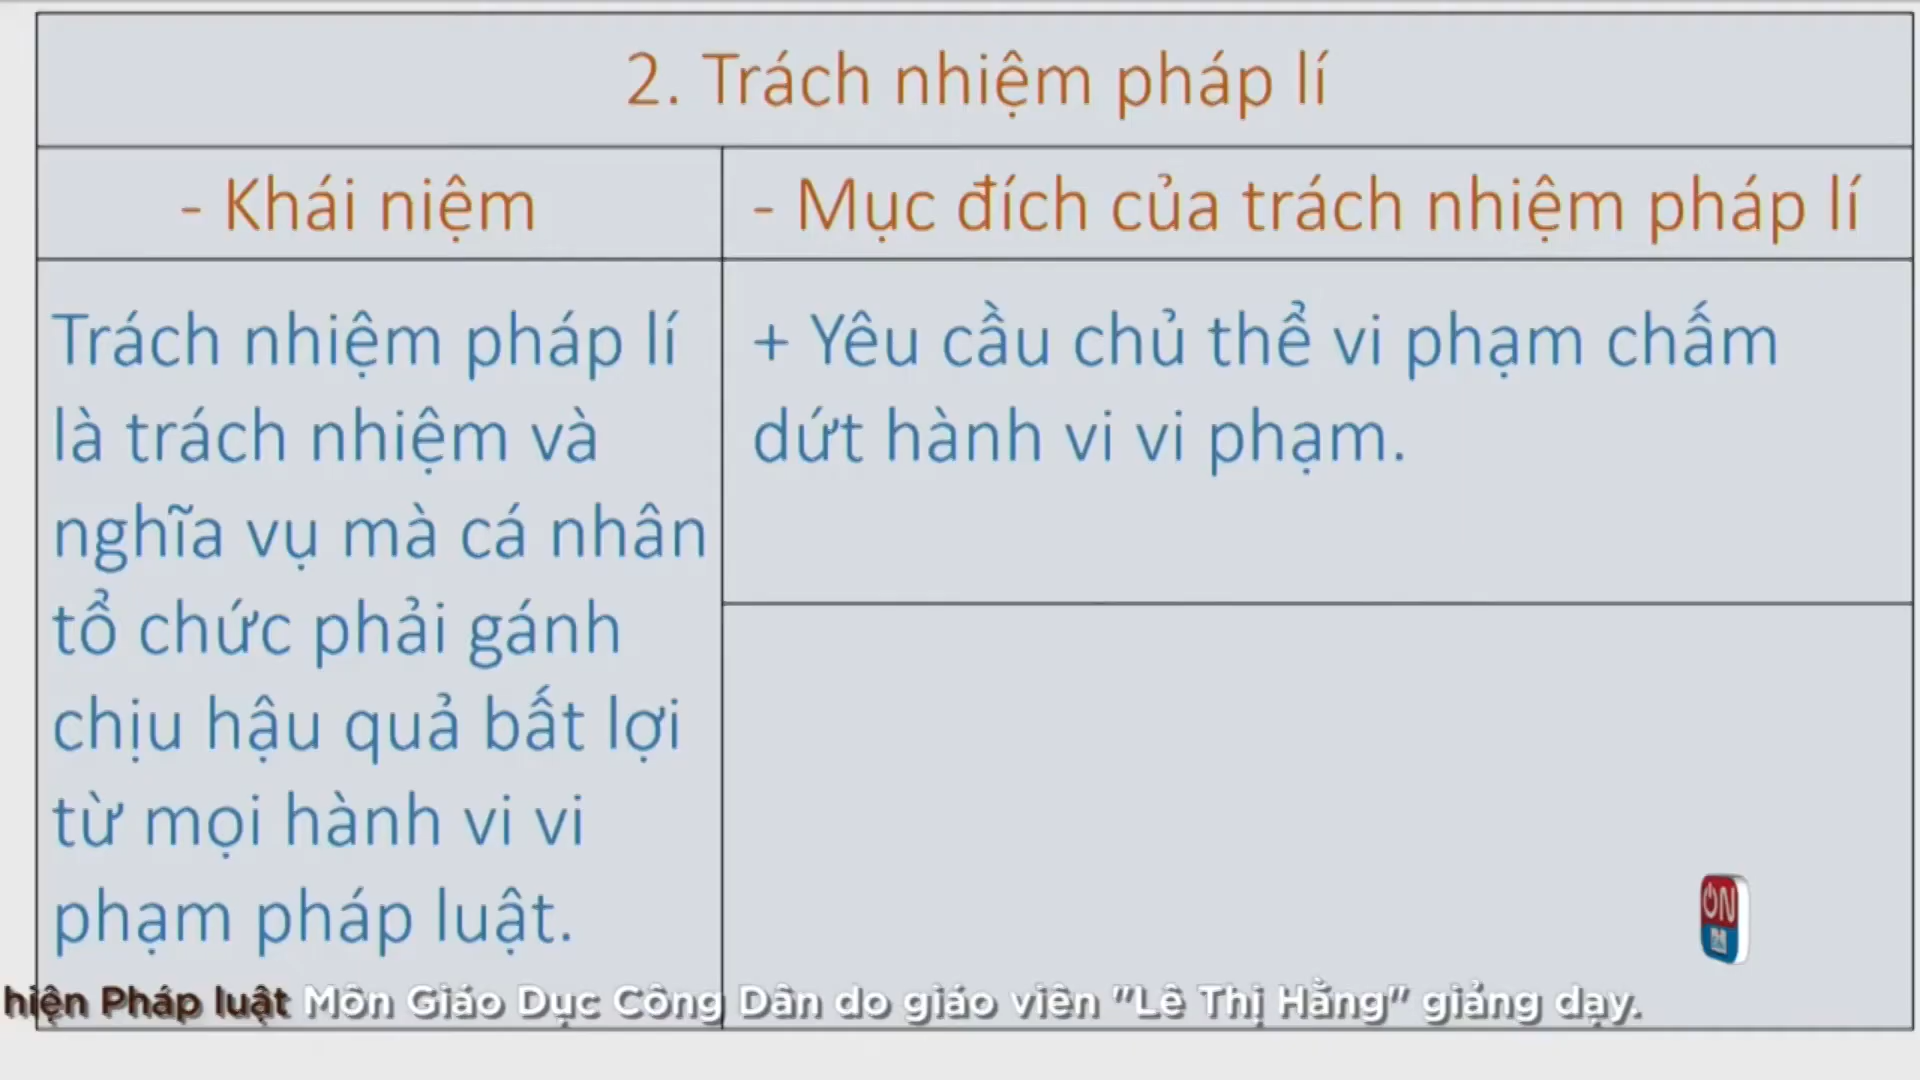 2. Trách nhiệm pháp lí
- Khái niệm
- Mục đích của trách nhiệm pháp lí
Trách nhiệm pháp lí
là trách nhiệm và
nghĩa vụ mà cá nhân
tổ chức phải gánh
chịu hậu quả bất lợi
từ mọi hành vi vi
phạm pháp luật.
+ Yêu cầu chủ thể vi phạm chấm
dứt hành vi vi phạm.
ON
hiện Pháp luật Môn Giáo Dục Công Dân do giáo viên "Lê Thị Hằng" giảng dạy.